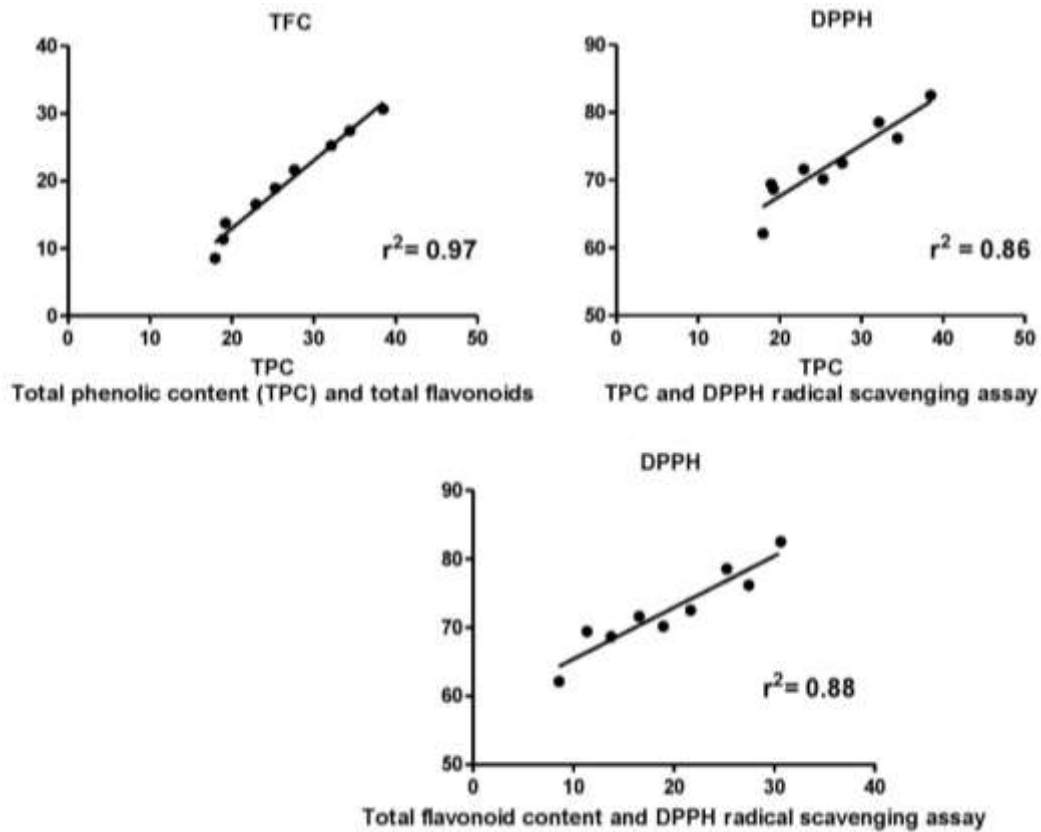 TFC
40
30
20
10
0
0 10 20 30 40 50
r²= 0.97
TPC
Total phenolic content (TPC) and total flavonoids
DPPH
90
80
70
60
50
0 10 20 30 40 50
r² = 0.86
TPC
TPC and DPPH radical scavenging assay
DPPH
90
80
70
60
50
0 10 20 30 40
r²= 0.88
Total flavonoid content and DPPH radical scavenging assay